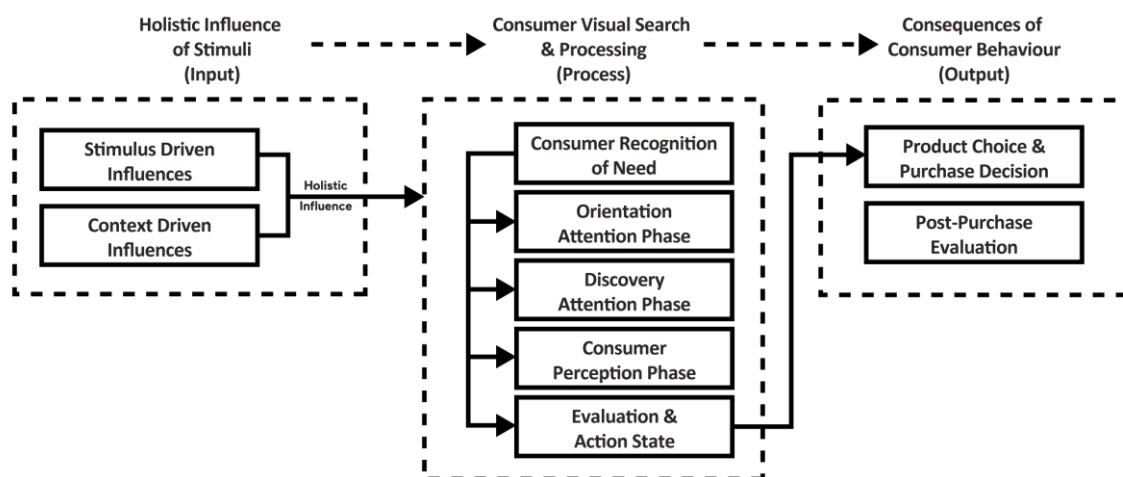 Holistic Influence
of Stimuli
(Input)
Consumer Visual Search
& Processing
(Process)
Consequences of
Consumer Behaviour
(Output)
Stimulus Driven
Influences
Context Driven
Influences
Holistic
Influence
Consumer Recognition
of Need
Orientation
Attention Phase
Discovery
Attention Phase
Consumer
Perception Phase
Evaluation &
Action State
Product Choice &
Purchase Decision
Post-Purchase
Evaluation